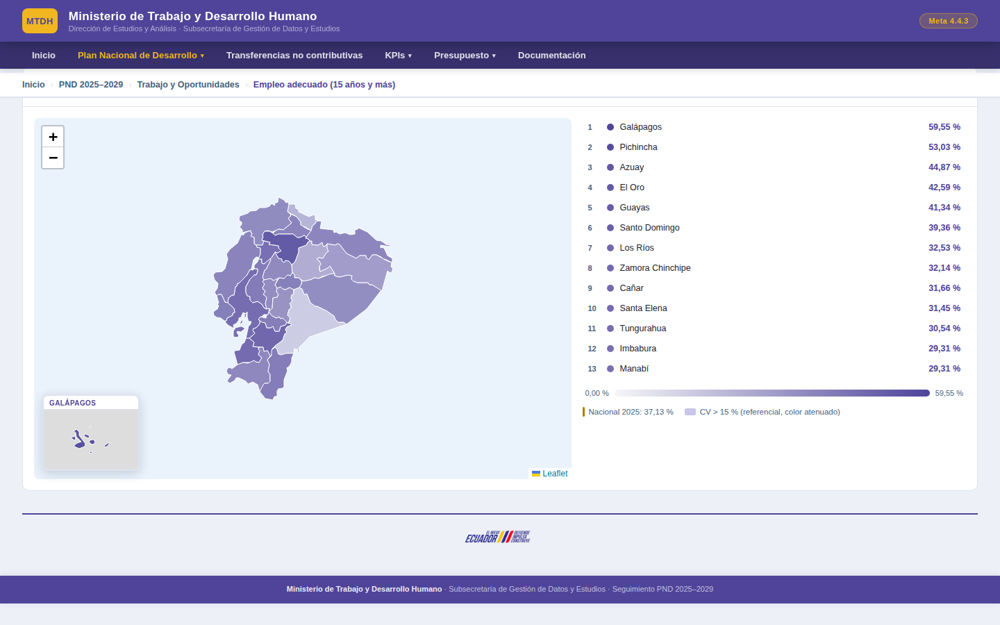 MTDH
Ministerio de Trabajo y Desarrollo Humano
Dirección de Estudios y Análisis · Subsecretaría de Gestión de Datos y Estudios
Meta 4.4.3
Inicio Plan Nacional de Desarrollo ▾ Transferencias no contributivas KPIs ▾ Presupuesto ▾ Documentación
Inicio › PND 2025–2029 › Trabajo y Oportunidades › Empleo adecuado (15 años y más)
+
−
1 Galápagos 59,55 %
2 Pichincha 53,03 %
3 Azuay 44,87 %
4 El Oro 42,59 %
5 Guayas 41,34 %
6 Santo Domingo 39,36 %
7 Los Ríos 32,53 %
8 Zamora Chinchipe 32,14 %
9 Cañar 31,66 %
10 Santa Elena 31,45 %
11 Tungurahua 30,54 %
12 Imbabura 29,31 %
13 Manabí 29,31 %
0,00 % 59,55 %
Nacional 2025: 37,13 % CV > 15 % (referencial, color atenuado)
GALÁPAGOS
Leaflet
EL NUEVO
ECUADOR
DEFIENDE
IMPULSA
CONSTRUYE
Ministerio de Trabajo y Desarrollo Humano · Subsecretaría de Gestión de Datos y Estudios · Seguimiento PND 2025–2029